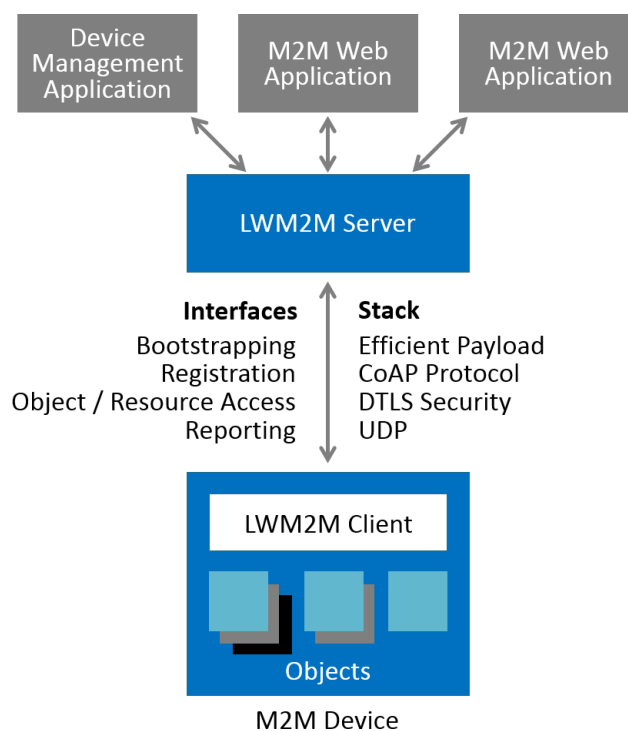 Device
Management
Application
M2M Web
Application
M2M Web
Application
LWM2M Server
Interfaces
Bootstrapping
Registration
Object / Resource Access
Reporting
Stack
Efficient Payload
CoAP Protocol
DTLS Security
UDP
LWM2M Client
Objects
M2M Device